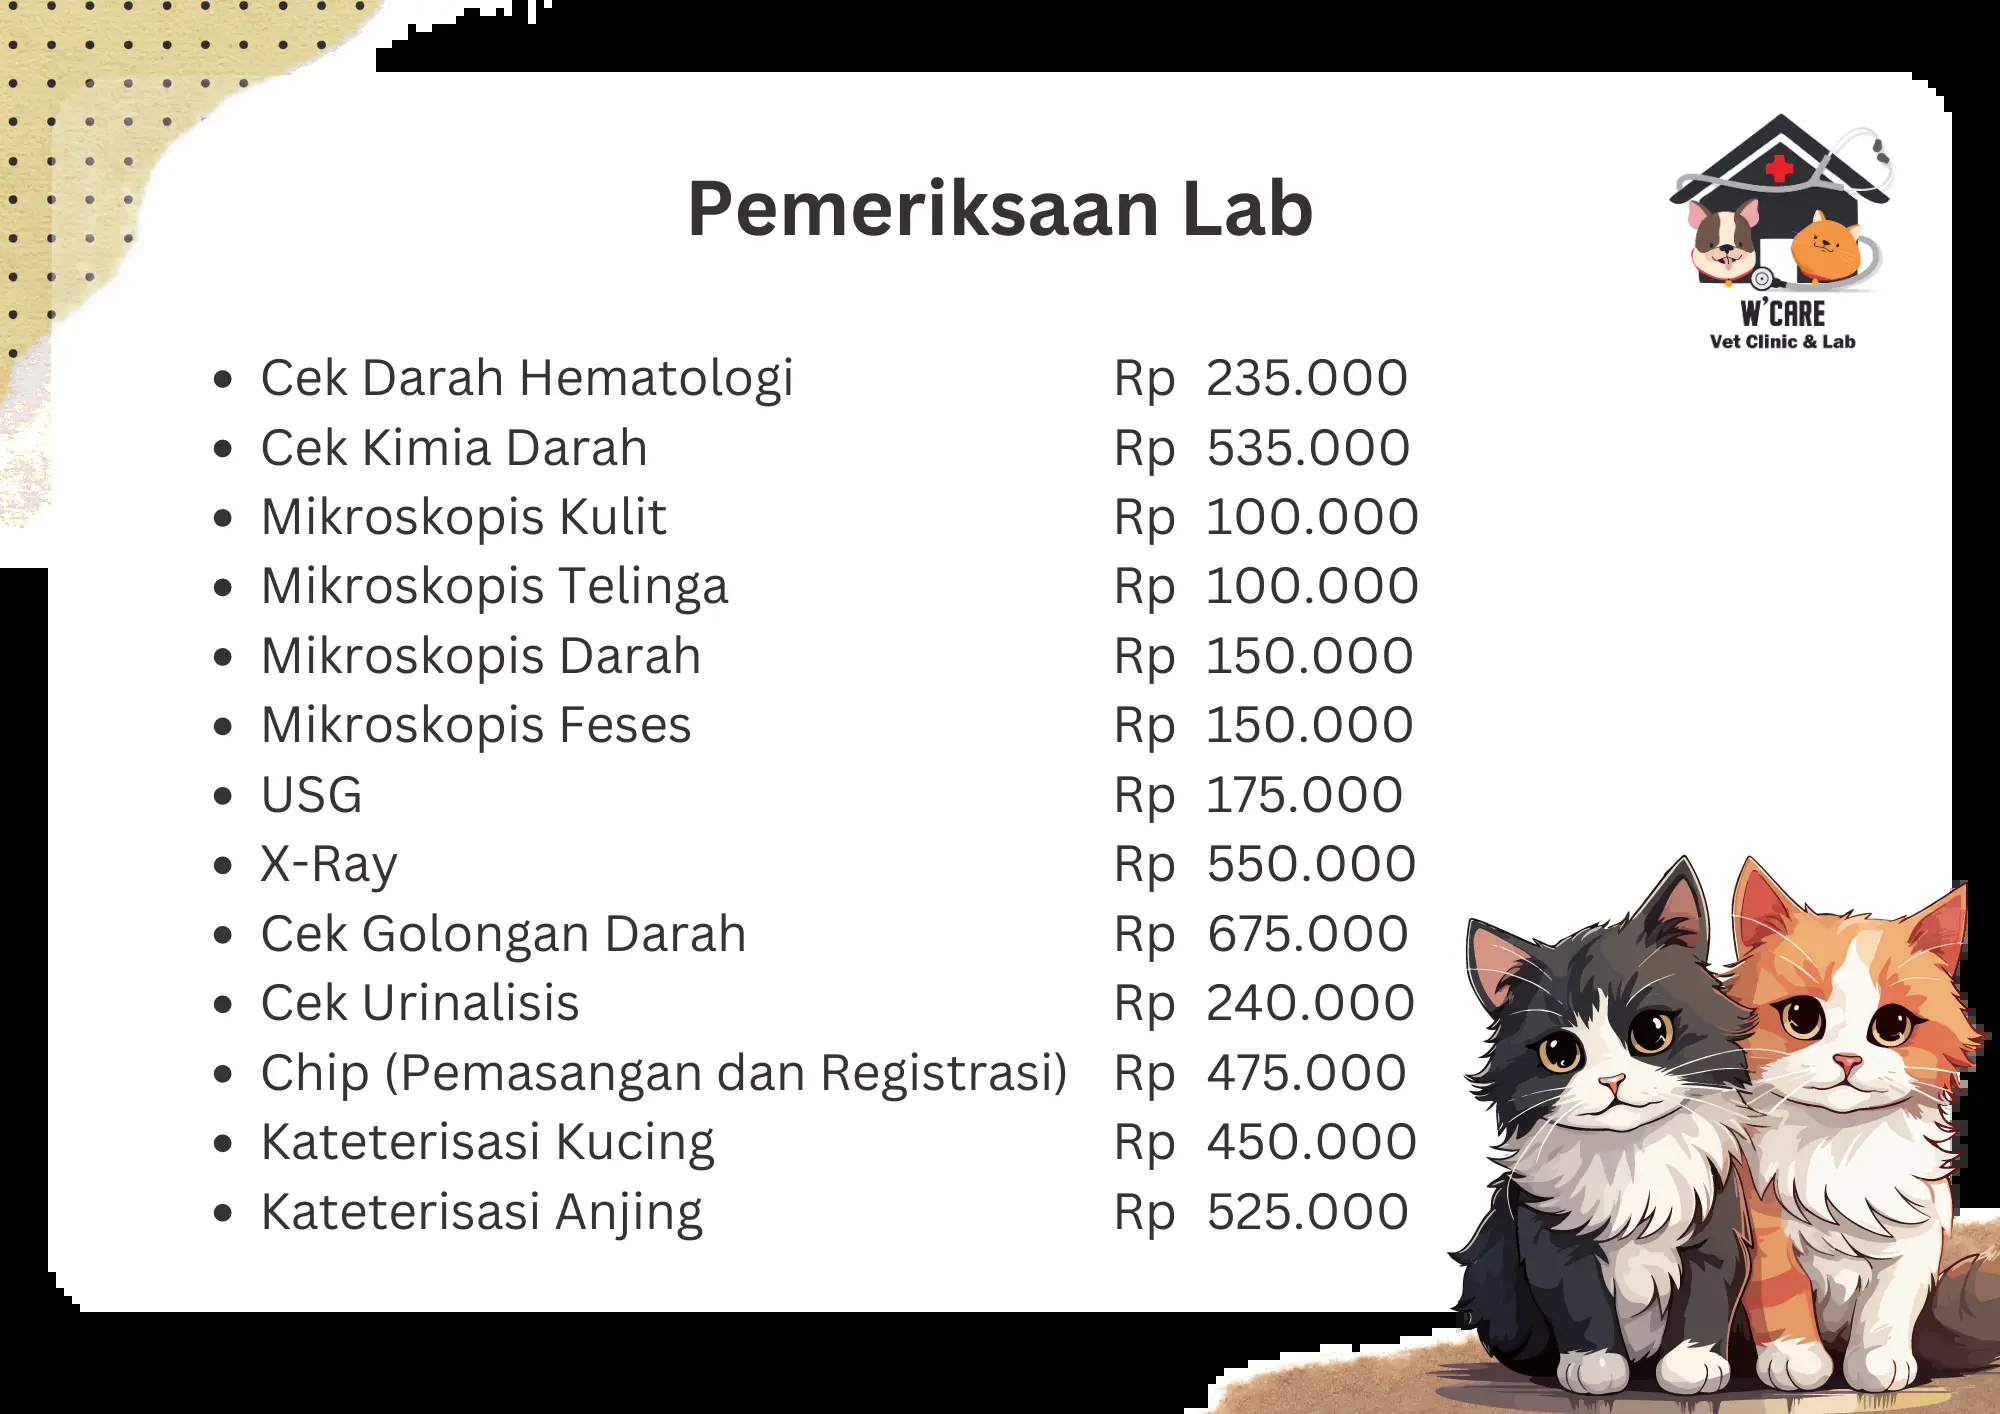 Pemeriksaan Lab
W'CARE
Vet Clinic & Lab
• Cek Darah Hematologi Rp 235.000
• Cek Kimia Darah Rp 535.000
• Mikroskopis Kulit Rp 100.000
• Mikroskopis Telinga Rp 100.000
• Mikroskopis Darah Rp 150.000
• Mikroskopis Feses Rp 150.000
• USG Rp 175.000
• X-Ray Rp 550.000
• Cek Golongan Darah Rp 675.000
• Cek Urinalisis Rp 240.000
• Chip (Pemasangan dan Registrasi) Rp 475.000
• Kateterisasi Kucing Rp 450.000
• Kateterisasi Anjing Rp 525.000